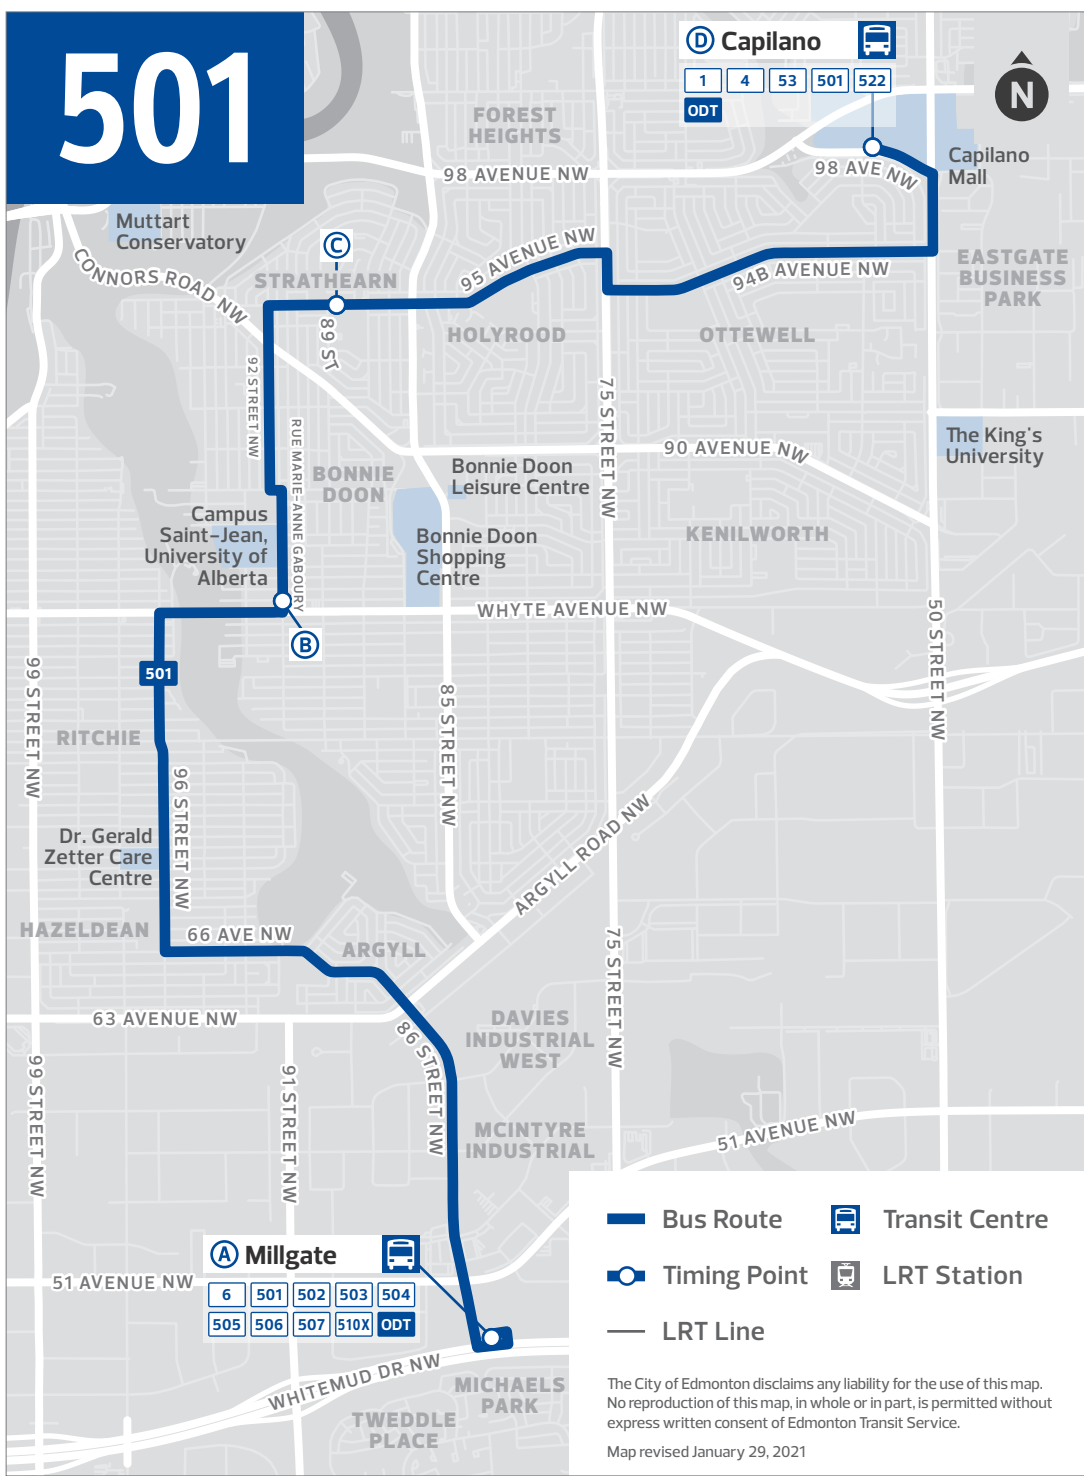 501
D Capilano
1 4 53 501 522
ODT
N
FOREST
HEIGHTS
98 AVENUE NW
98 AVE NW
Capilano
Mall
Muttart
Conservatory
CONNORS ROAD NW
C
STRATHEARN
95 AVENUE NW
94B AVENUE NW
EASTGATE
BUSINESS
PARK
89 ST
HOLYROOD
OTTEWELL
92 STREET NW
75 STREET NW
RUE MARIE-ANNE GABOURY
90 AVENUE NW
The King's
University
BONNIE
DOON
Bonnie Doon
Leisure Centre
Campus
Saint-Jean,
University of
Alberta
Bonnie Doon
Shopping
Centre
KENILWORTH
WHYTE AVENUE NW
B
50 STREET NW
501
99 STREET NW
85 STREET NW
RITCHIE
96 STREET NW
ARGYLL ROAD NW
Dr. Gerald
Zetter Care
Centre
HAZELDEAN
66 AVE NW
ARGYLL
75 STREET NW
63 AVENUE NW
86 STREET NW
DAVIES
INDUSTRIAL
WEST
99 STREET NW
91 STREET NW
MCINTYRE
INDUSTRIAL
51 AVENUE NW
A Millgate
51 AVENUE NW
6 501 502 503 504
505 506 507 510X ODT
WHITEMUD DR NW
MICHAELS
PARK
TWEDDLE
PLACE
Bus Route
Transit Centre
Timing Point
LRT Station
LRT Line
The City of Edmonton disclaims any liability for the use of this map.
No reproduction of this map, in whole or in part, is permitted without
express written consent of Edmonton Transit Service.
Map revised January 29, 2021